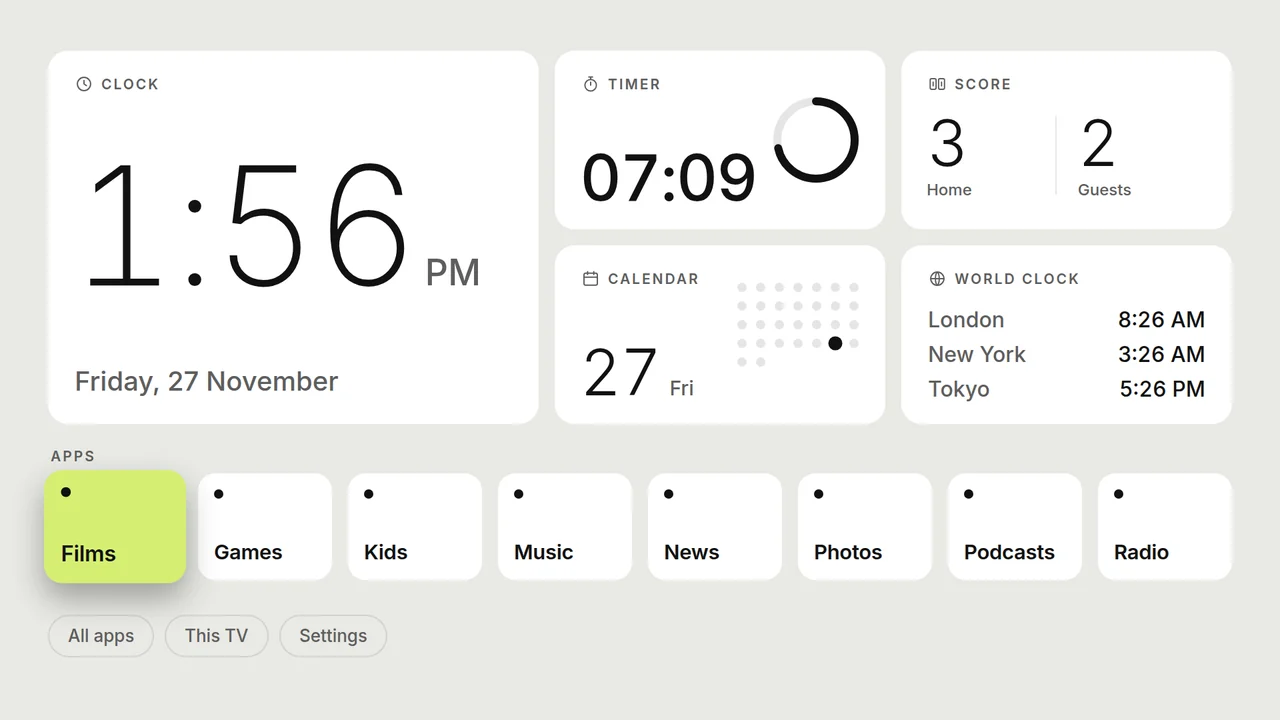 CLOCK
1:56 PM
Friday, 27 November
TIMER
07:09
SCORE
3
Home
2
Guests
CALENDAR
27 Fri
WORLD CLOCK
London 8:26 AM
New York 3:26 AM
Tokyo 5:26 PM
APPS
Films
Games
Kids
Music
News
Photos
Podcasts
Radio
All apps
This TV
Settings